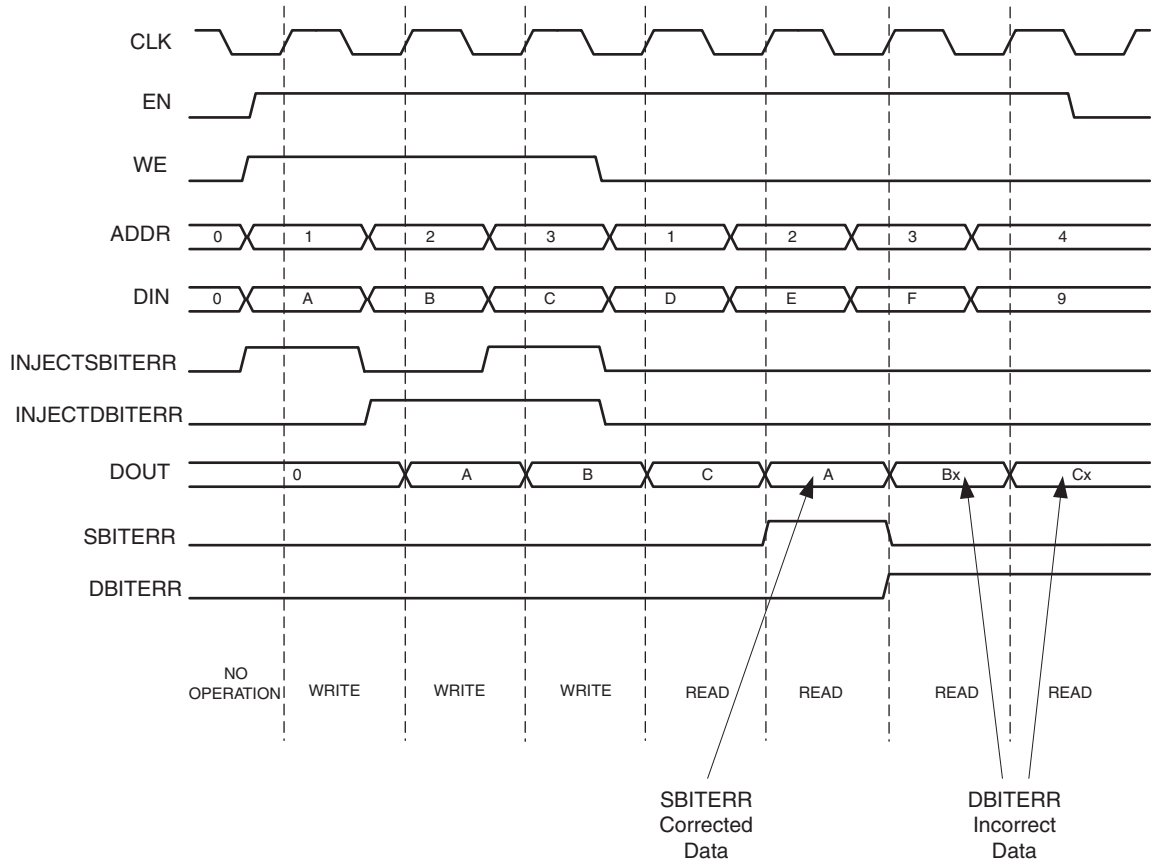 CLK
EN
WE
ADDR 0 1 2 3 1 2 3 4
DIN 0 A B C D E F 9
INJECTSBITERR
INJECTDBITERR
DOUT 0 A B C A Bx Cx
SBITERR
DBITERR
NO
OPERATION WRITE WRITE WRITE READ READ READ READ
SBITERR
Corrected
Data
DBITERR
Incorrect
Data